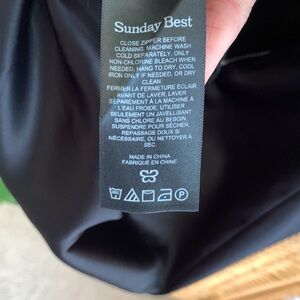 Sunday Best
CLOSE ZIPPER BEFORE
CLEANING. MACHINE WASH
COLD SEPARATELY, ONLY
NON-CHLORINE BLEACH WHEN
NEEDED, HANG TO DRY, COOL
IRON ONLY IF NEEDED, OR DRY
CLEAN.
FERMER LA FERMETURE ÉCLAIR
AVANT DE LAVER, LAVER
SÉPAREMENT À LA MACHINE À
L'EAU FROIDE, UTILISER
SEULEMENT UN JAVELLISANT
SANS CHLORE AU BESOIN,
SUSPENDRE POUR SÉCHER,
REPASSAGE DOUX SI
NÉCESSAIRE, OU NETTOYER A
SEC.
MADE IN CHINA
FABRIQUÉ EN CHINE